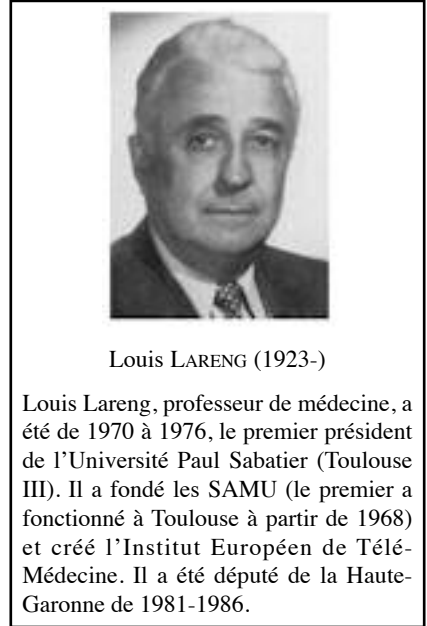 Louis LARENG (1923-)
Louis Lareng, professeur de médecine, a
été de 1970 à 1976, le premier président
de l'Université Paul Sabatier (Toulouse
III). Il a fondé les SAMU (le premier a
fonctionné à Toulouse à partir de 1968)
et créé l'Institut Européen de Télé-
Médecine. Il a été député de la Haute-
Garonne de 1981-1986.